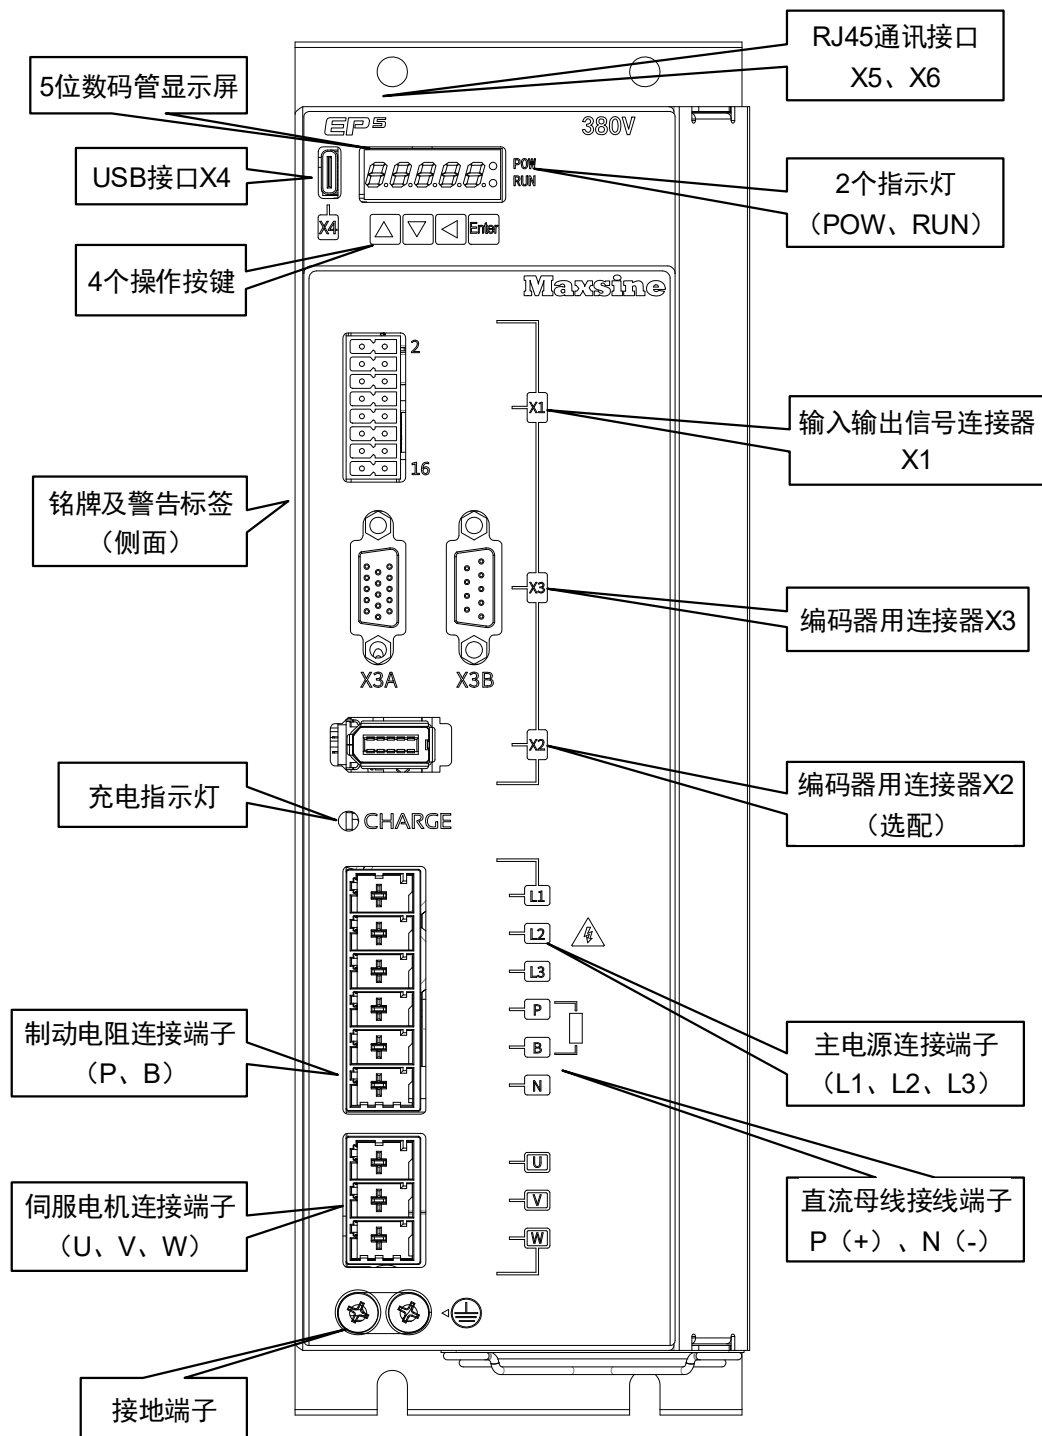 RJ45通讯接口
X5、X6
5位数码管显示屏
EP5
380V
USB接口X4
8.8.8.8.8.
POW
RUN
2个指示灯
（POW、RUN）
X4
Enter
4个操作按键
Maxsine
2
X1
输入输出信号连接器
X1
16
铭牌及警告标签
（侧面）
X3
编码器用连接器X3
X3A
X3B
X2
编码器用连接器X2
（选配）
充电指示灯
CHARGE
L1
L2
L3
P
制动电阻连接端子
（P、B）
B
主电源连接端子
（L1、L2、L3）
N
U
伺服电机连接端子
（U、V、W）
V
直流母线接线端子
P（+）、N（-）
W
接地端子